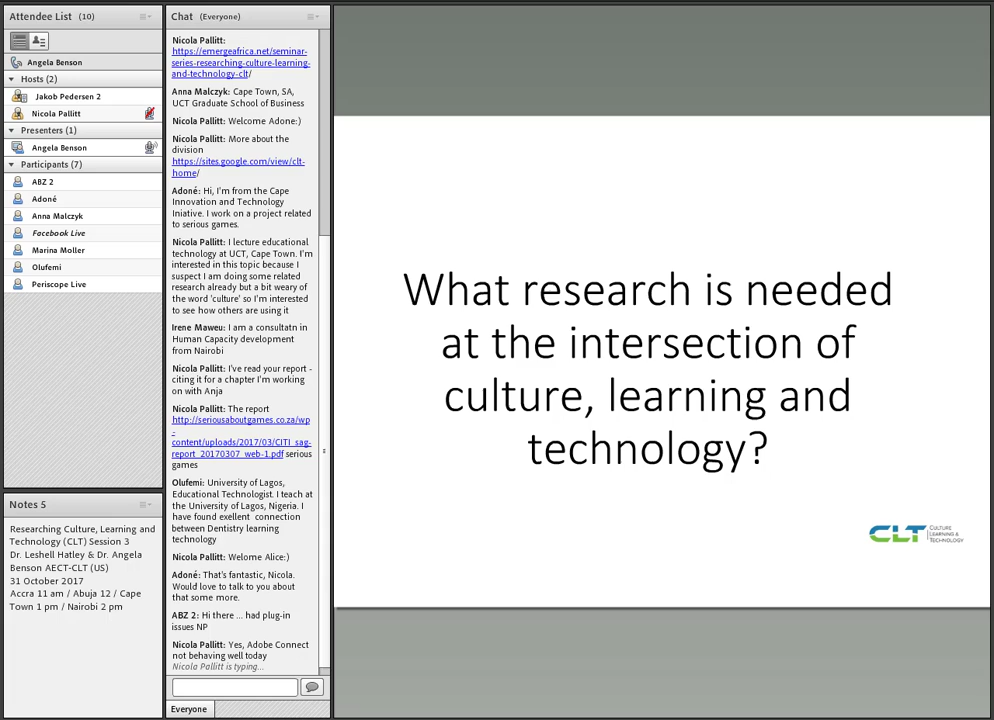 Attendee List (10)
Angela Benson
Hosts (2)
Jakob Pedersen 2
Nicola Pallitt
Presenters (1)
Angela Benson
Participants (7)
ABZ 2
Adoné
Anna Malczyk
Facebook Live
Marina Moller
Olufemi
Periscope Live
Notes 5
Researching Culture, Learning and
Technology (CLT) Session 3
Dr. Leshell Hatley & Dr. Angela
Benson AECT-CLT (US)
31 October 2017
Accra 11 am / Abuja 12 / Cape
Town 1 pm / Nairobi 2 pm
Chat (Everyone)
Nicola Pallitt:
https://emergeafrica.net/seminar-
series-researching-culture-learning-
and-technology-clt/
Anna Malczyk: Cape Town, SA,
UCT Graduate School of Business
Nicola Pallitt: Welcome Adone:)
Nicola Pallitt: More about the
division
https://sites.google.com/view/clt-
home/
Adoné: Hi, I'm from the Cape
Innovation and Technology
Iniative. I work on a project related
to serious games.
Nicola Pallitt: I lecture educational
technology at UCT, Cape Town. I'm
interested in this topic because I
suspect I am doing some related
research already but a bit weary of
the word 'culture' so I'm interested
to see how others are using it
Irene Maweu: I am a consultatn in
Human Capacity development
from Nairobi
Nicola Pallitt: I've read your report -
citing it for a chapter I'm working
on with Anja
Nicola Pallitt: The report
http://seriousaboutgames.co.za/wp
-
content/uploads/2017/03/CITI_sag-
report_20170307_web-1.pdf serious
games
Olufemi: University of Lagos,
Educational Technologist. I teach at
the University of Lagos, Nigeria. I
have found exellent connection
between Dentistry learning
technology
Nicola Pallitt: Welome Alice:)
Adoné: That's fantastic, Nicola.
Would love to talk to you about
that some more.
ABZ 2: Hi there ... had plug-in
issues NP
Nicola Pallitt: Yes, Adobe Connect
not behaving well today
Nicola Pallitt is typing...
Everyone
What research is needed
at the intersection of
culture, learning and
technology?
CLT CULTURE
LEARNING &
TECHNOLOGY